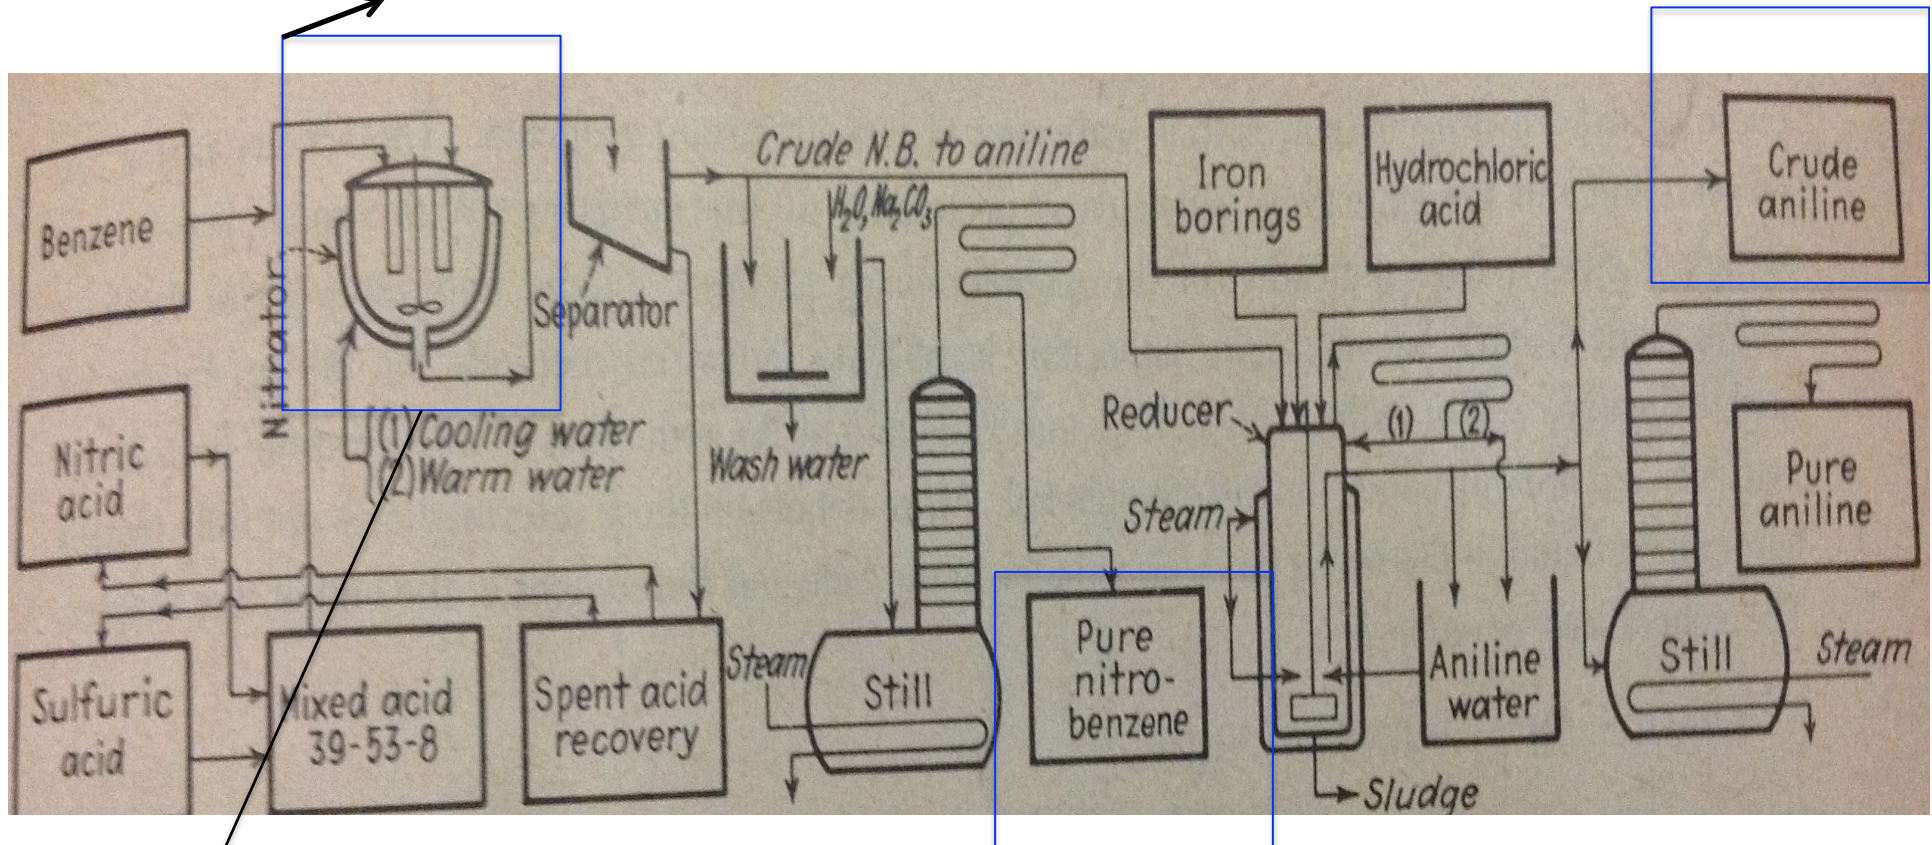 Benzene
Nitrator
Separator
Crude N.B. to aniline
H₂O, Na₂CO₃
Iron
borings
Hydrochloric
acid
Crude
aniline
Nitric
acid
(1) Cooling water
(2) Warm water
Wash water
Reducer
(1)
(2)
Steam
Pure
aniline
Sulfuric
acid
Mixed acid
39-53-8
Spent acid
recovery
Steam
Still
Pure
nitro-
benzene
Aniline
water
Still
Steam
Sludge